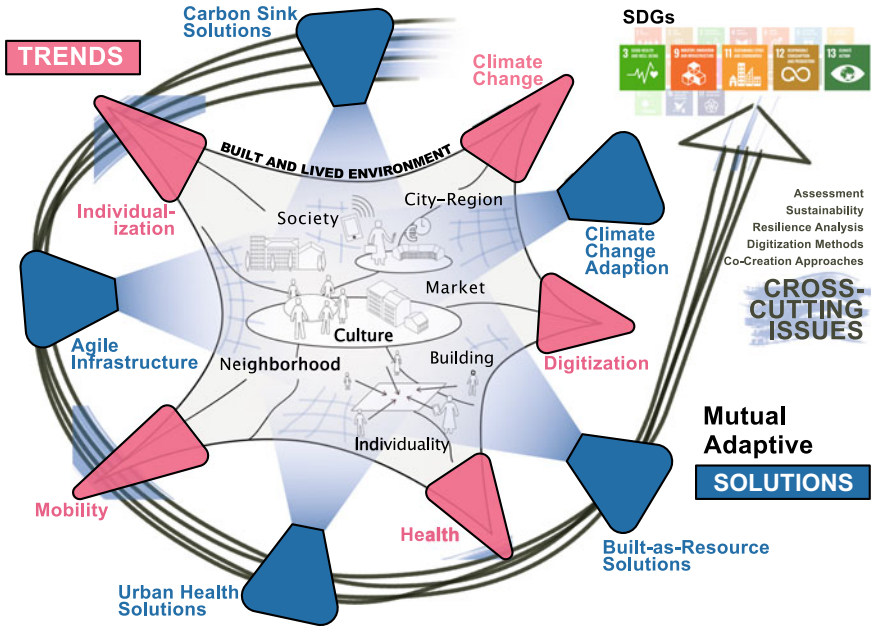 Carbon Sink
Solutions
SDGs
TRENDS
3
9
11
12
13
Climate
Change
BUILT AND LIVED ENVIRONMENT
Individual-
ization
Society
City-Region
Climate
Change
Adaption
Assessment
Sustainability
Resilience Analysis
Digitization Methods
Co-Creation Approaches
CROSS-
CUTTING
ISSUES
Market
Culture
Agile
Infrastructure
Neighborhood
Building
Digitization
Individuality
Mutual
Adaptive
SOLUTIONS
Mobility
Health
Built-as-Resource
Solutions
Urban Health
Solutions